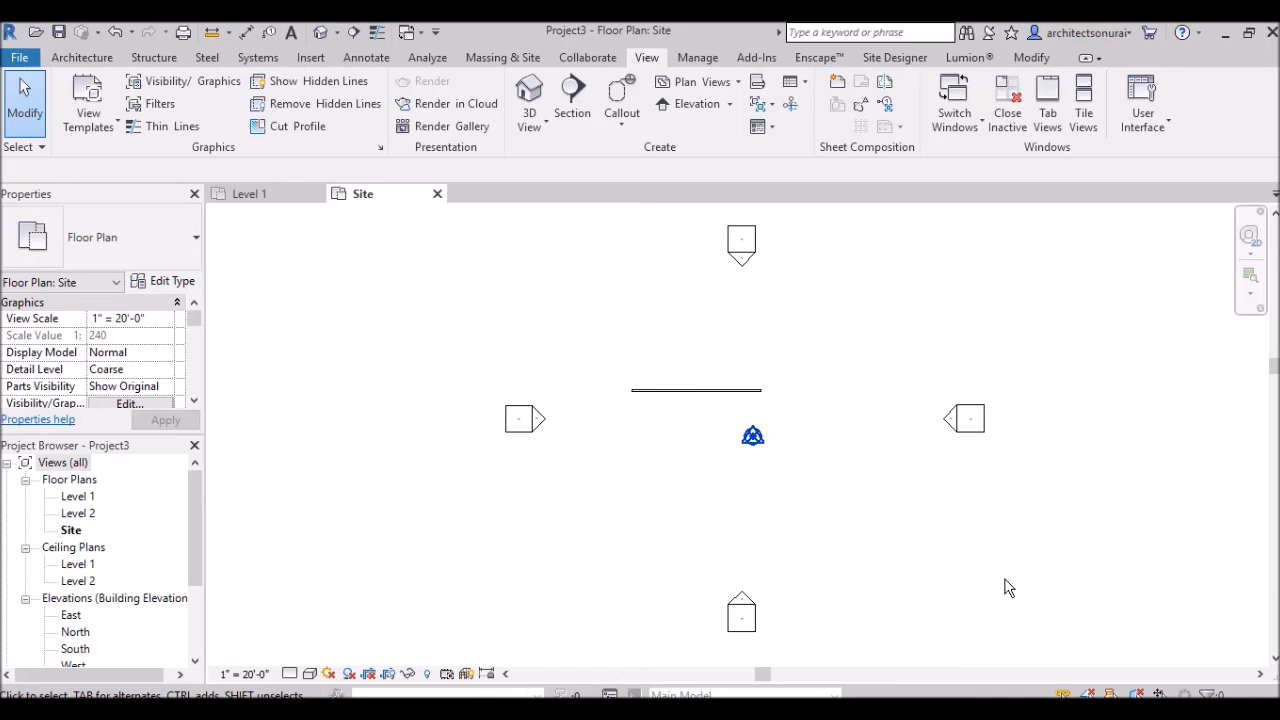 Project3 - Floor Plan: Site
Type a keyword or phrase
architectsonurai
File Architecture Structure Steel Systems Insert Annotate Analyze Massing & Site Collaborate View Manage Add-Ins Enscape™ Site Designer Lumion® Modify
Modify
View
Templates
Visibility/ Graphics
Filters
Thin Lines
Show Hidden Lines
Remove Hidden Lines
Cut Profile
Render
Render in Cloud
Render Gallery
3D
View
Section
Callout
Plan Views
Elevation
Switch
Windows
Close
Inactive
Tab
Views
Tile
Views
User
Interface
Select Graphics Presentation Create Sheet Composition Windows
Properties
Level 1
Site
Floor Plan
Floor Plan: Site
Edit Type
Graphics
View Scale 1" = 20'-0"
Scale Value 1: 240
Display Model Normal
Detail Level Coarse
Parts Visibility Show Original
Visibility/Grap... Edit...
Properties help
Apply
Project Browser - Project3
Views (all)
Floor Plans
Level 1
Level 2
Site
Ceiling Plans
Level 1
Level 2
Elevations (Building Elevation
East
North
South
West
2D
1" = 20'-0"
Click to select, TAB for alternates, CTRL adds, SHIFT unselects.
:0
Main Model
:0